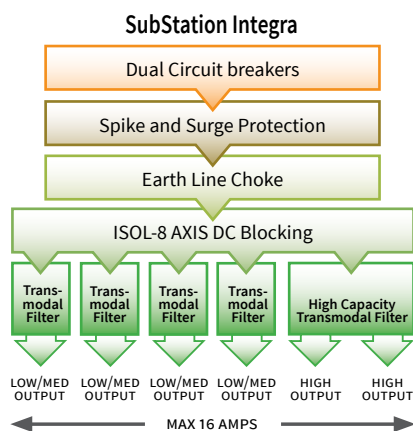 SubStation Integra
Dual Circuit breakers
Spike and Surge Protection
Earth Line Choke
ISOL-8 AXIS DC Blocking
Trans-
modal
Filter
Trans-
modal
Filter
Trans-
modal
Filter
Trans-
modal
Filter
High Capacity
Transmodal Filter
LOW/MED
OUTPUT
LOW/MED
OUTPUT
LOW/MED
OUTPUT
LOW/MED
OUTPUT
HIGH
OUTPUT
HIGH
OUTPUT
MAX 16 AMPS